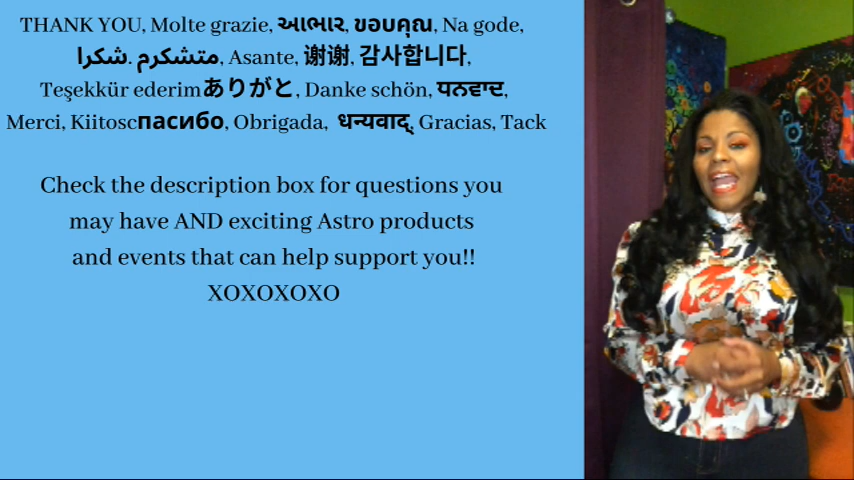 THANK YOU, Molte grazie, આભાર, ขอบคุณ, Na gode,
شكرا. متشکرم, Asante, 谢谢, 감사합니다,
Teşekkür ederimありがと, Danke schön, ਧਨਵਾਦ,
Merci, Kiitoscпасибо, Obrigada, धन्यवाद्, Gracias, Tack
Check the description box for questions you
may have AND exciting Astro products
and events that can help support you!!
XOXOXOXO